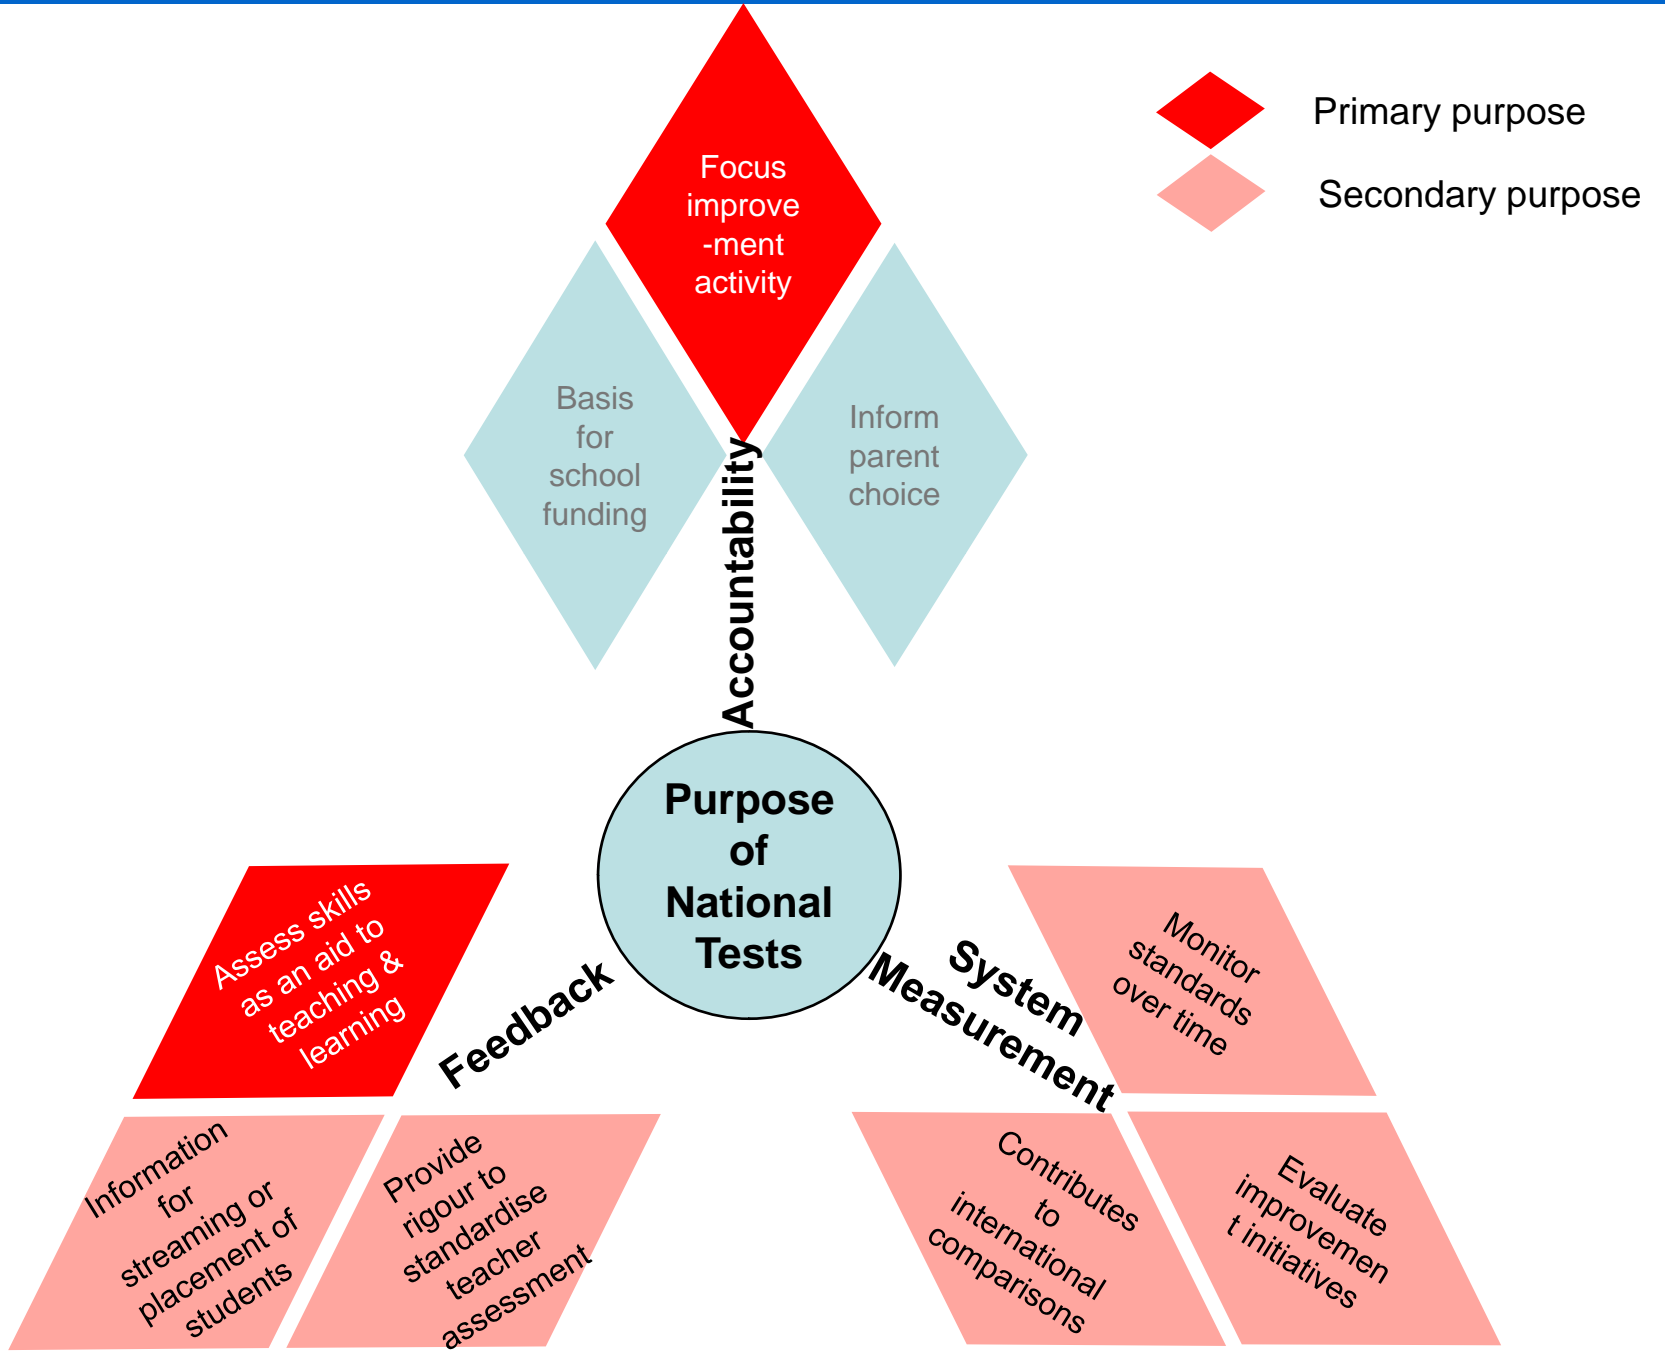 Primary purpose
Secondary purpose
Focus
improve
-ment
activity
Basis
for
school
funding
Inform
parent
choice
Accountability
Purpose
of
National
Tests
Feedback
System
Measurement
Assess skills
as an aid to
teaching &
learning
Information
for
streaming or
placement of
students
Provide
rigour to
standardise
teacher
assessment
Monitor
standards
over time
Contributes
to
international
comparisons
Evaluate
improvemen
t initiatives